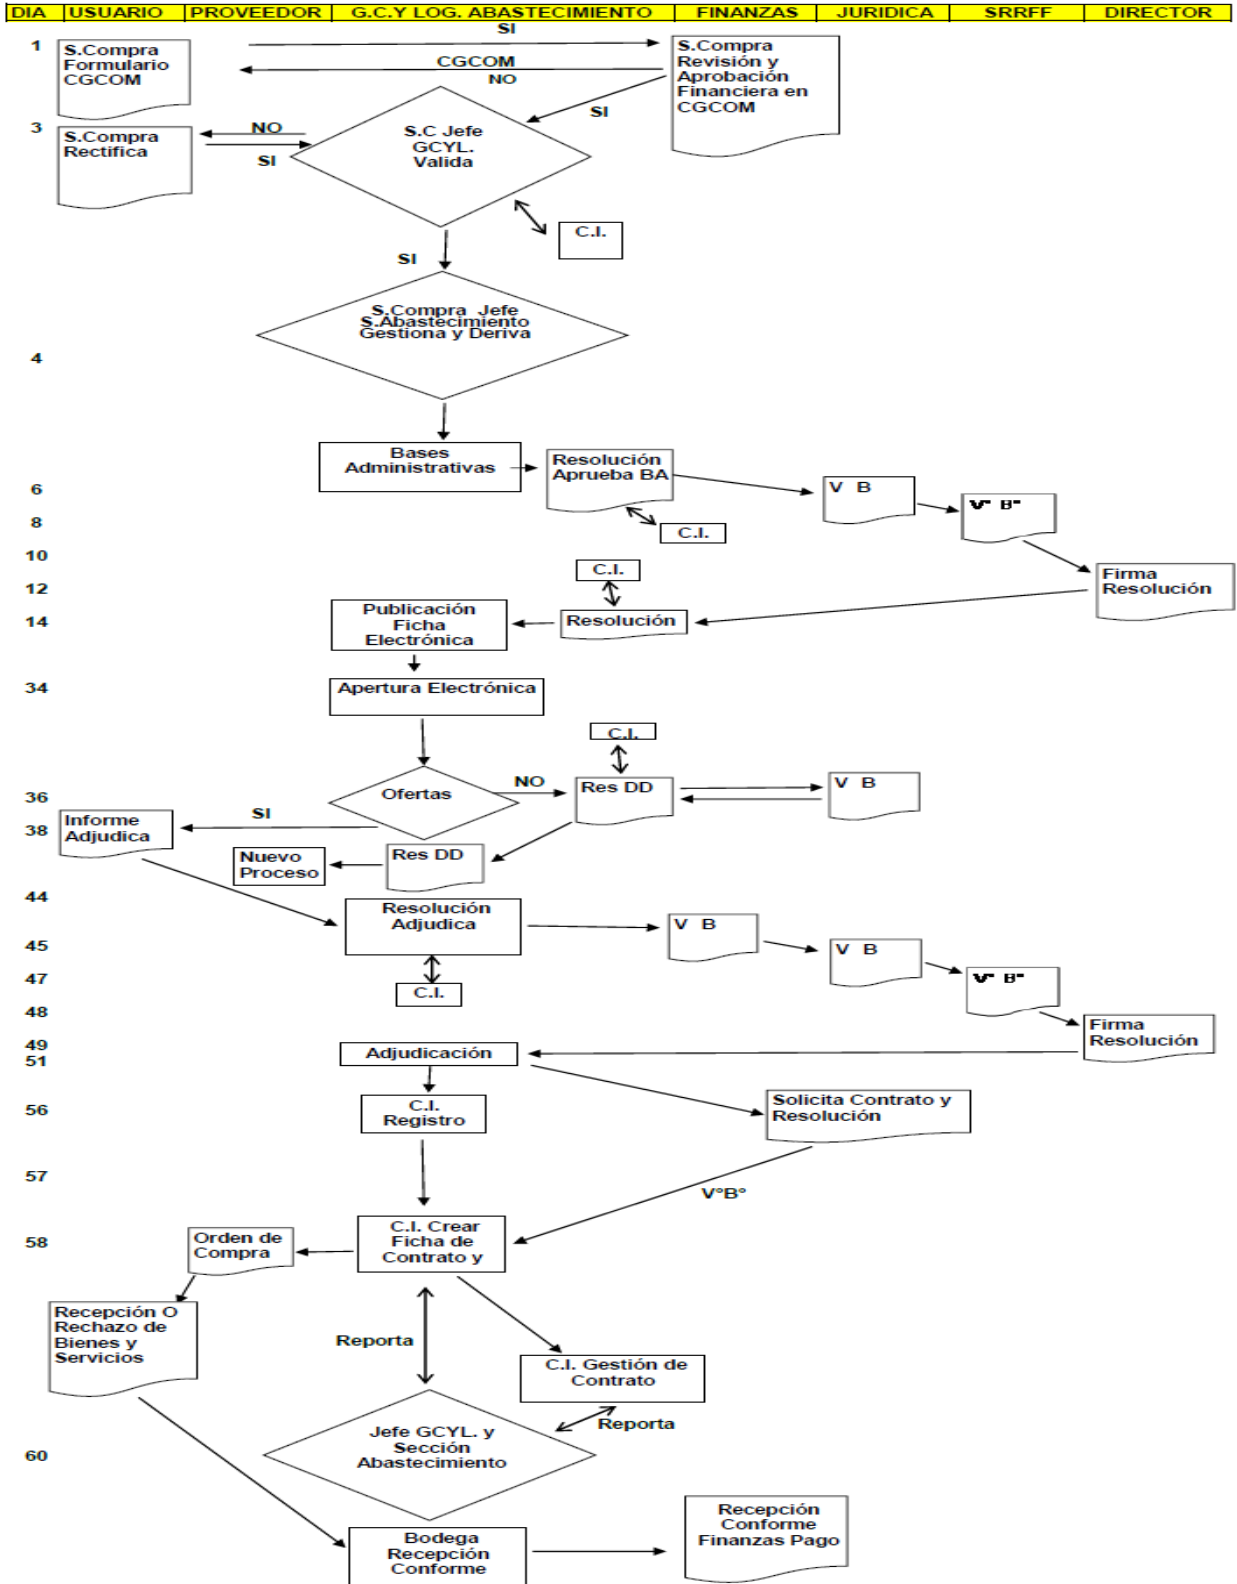 DIA USUARIO PROVEEDOR G.C.Y LOG. ABASTECIMIENTO FINANZAS JURIDICA SRRFF DIRECTOR
SI
1
S.Compra
Formulario
CGCOM
CGCOM
NO
S.Compra
Revisión y
Aprobación
Financiera en
CGCOM
SI
3
S.Compra
Rectifica
NO
SI
S.C Jefe
GCYL.
Valida
C.I.
SI
S.Compra Jefe
S.Abastecimiento
Gestiona y Deriva
4
Bases
Administrativas
Resolución
Aprueba BA
V B
V° B°
6
8
C.I.
10
C.I.
Firma
Resolución
12
Publicación
Ficha
Electrónica
Resolución
14
34
Apertura Electrónica
C.I.
Ofertas
NO
Res DD
V B
36
SI
Informe
Adjudica
38
Nuevo
Proceso
Res DD
44
Resolución
Adjudica
V B
V B
V° B°
45
47
C.I.
48
Firma
Resolución
49
51
Adjudicación
56
C.I.
Registro
Solicita Contrato y
Resolución
57
V°B°
58
Orden de
Compra
C.I. Crear
Ficha de
Contrato y
Recepción O
Rechazo de
Bienes y
Servicios
Reporta
C.I. Gestión de
Contrato
Reporta
60
Jefe GCYL. y
Sección
Abastecimiento
Bodega
Recepción
Conforme
Recepción
Conforme
Finanzas Pago